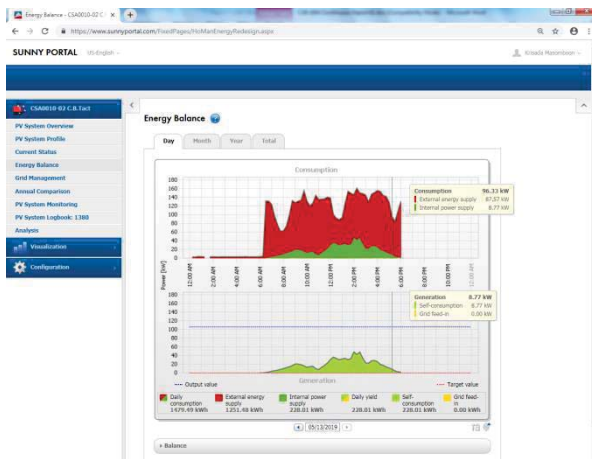 Energy Balance - CSA0010-02 C
https://www.sunnyportal.com/FixedPages/HoManEnergyRedesign.aspx
SUNNY PORTAL
US-English
CSA0010-02 C.B.Tact
PV System Overview
PV System Profile
Current Status
Energy Balance
Grid Management
Annual Comparison
PV System Monitoring
PV System Logbook: 1380
Analysis
Visualization
Configuration
Energy Balance
Day Month Year Total
Consumption
180
160
140
120
100
80
60
40
20
0
Power [kW]
12:00 AM 2:00 AM 4:00 AM 6:00 AM 8:00 AM 10:00 AM 12:00 PM 2:00 PM 4:00 PM 6:00 PM 8:00 PM 10:00 PM 12:00 AM
Consumption 96.33 kW
External energy supply 87.57 kW
Internal power supply 8.77 kW
180
160
140
120
100
80
60
40
20
0
Generation 8.77 kW
Self-consumption 8.77 kW
Grid feed-in 0.00 kW
Output value
Generation
Target value
Daily consumption 1479.49 kWh
External energy supply 1251.48 kWh
Internal power supply 228.01 kWh
Daily yield 228.01 kWh
Self-consumption 228.01 kWh
Grid feed-in 0.00 kWh
05/13/2019
Balance